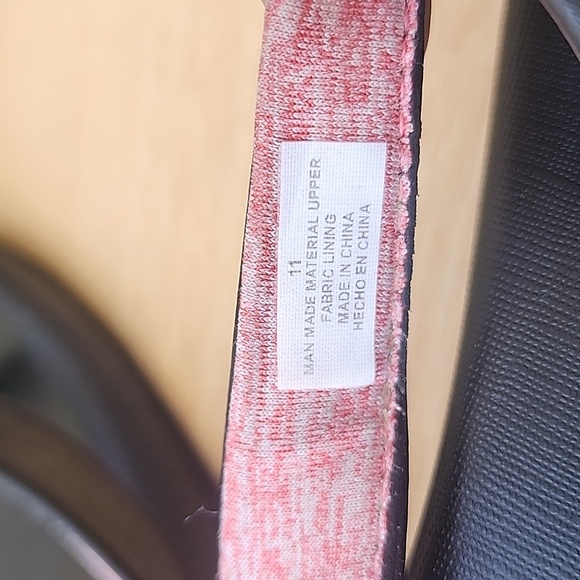 11
MAN MADE MATERIAL UPPER
FABRIC LINING
MADE IN CHINA
HECHO EN CHINA